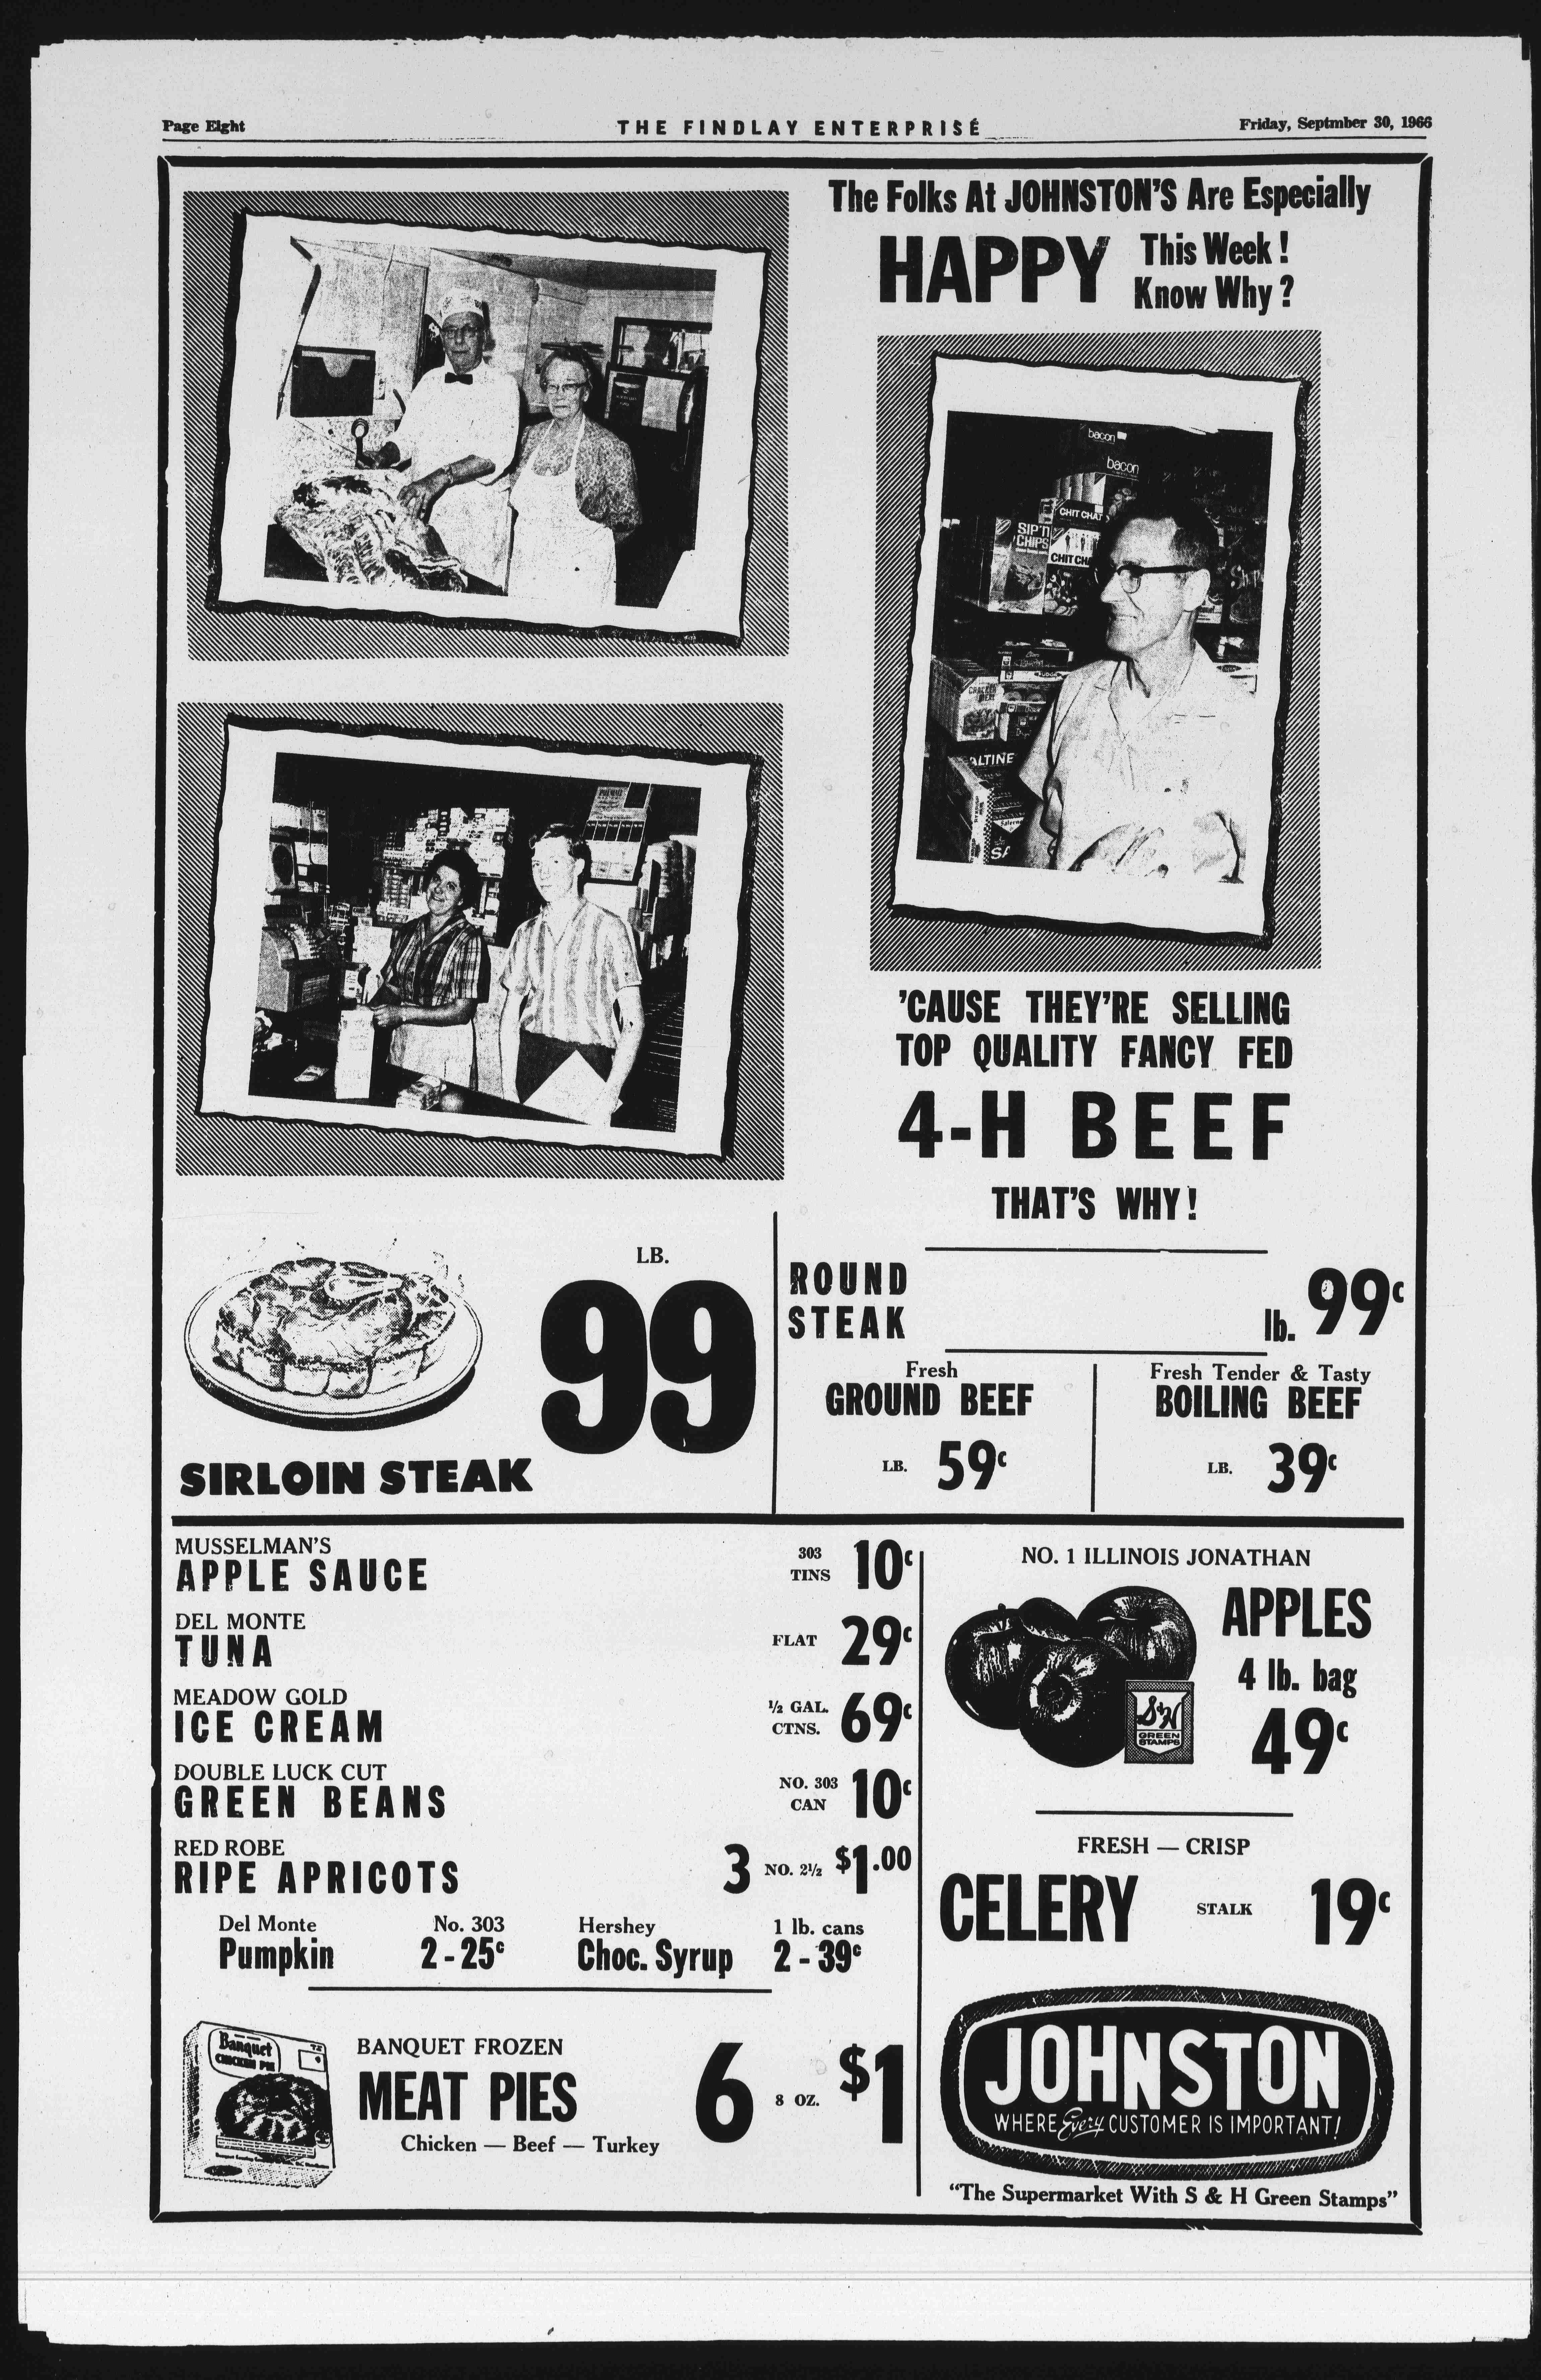 Page Eight
THE FINDLAY ENTERPRISE
Friday, Septmber 30, 1966
The Folks At JOHNSTON'S Are Especially
HAPPY
This Week!
Know Why?
bacon
bacon
CHIT CHAT
SIP'N
CHIPS
CHIT CHA
CRACKER
MEAL
FUDGE
ALTINE
Salerno
SA
'CAUSE THEY'RE SELLING
TOP QUALITY FANCY FED
4-H BEEF
THAT'S WHY!
LB.
99
SIRLOIN STEAK
ROUND
STEAK
lb. 99¢
Fresh
GROUND BEEF
LB. 59¢
Fresh Tender & Tasty
BOILING BEEF
LB. 39¢
MUSSELMAN'S
APPLE SAUCE
303
TINS
10¢
DEL MONTE
TUNA
FLAT 29¢
MEADOW GOLD
ICE CREAM
½ GAL.
CTNS.
69¢
DOUBLE LUCK CUT
GREEN BEANS
NO. 303
CAN
10¢
RED ROBE
RIPE APRICOTS
3 NO. 2½ $1.00
Del Monte
Pumpkin
No. 303
2-25¢
Hershey
Choc. Syrup
1 lb. cans
2-39¢
Banquet
CHICKEN PIE
BANQUET FROZEN
MEAT PIES
Chicken — Beef — Turkey
6 8 OZ. $1
NO. 1 ILLINOIS JONATHAN
APPLES
4 lb. bag
49¢
S&H
GREEN
STAMPS
FRESH — CRISP
CELERY
STALK
19¢
JOHNSTON
WHERE Every CUSTOMER IS IMPORTANT!
"The Supermarket With S & H Green Stamps"